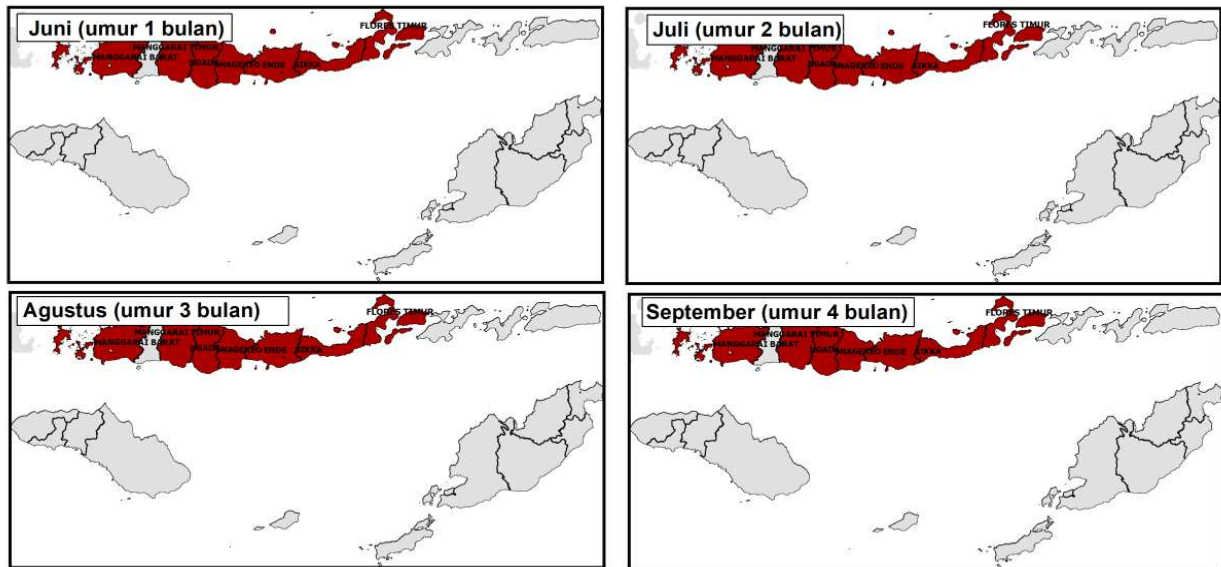 Juni (umur 1 bulan)
FLORES TIMUR
MANGGARAI TIMUR
MANGGARAI BARAT
NGADA
NAGEKEO
ENDE
SIKKA
Juli (umur 2 bulan)
FLORES TIMUR
MANGGARAI TIMUR
MANGGARAI BARAT
NGADA
NAGEKEO
ENDE
SIKKA
Agustus (umur 3 bulan)
FLORES TIMUR
MANGGARAI TIMUR
MANGGARAI BARAT
NGADA
NAGEKEO
ENDE
SIKKA
September (umur 4 bulan)
FLORES TIMUR
MANGGARAI TIMUR
MANGGARAI BARAT
NGADA
NAGEKEO
ENDE
SIKKA